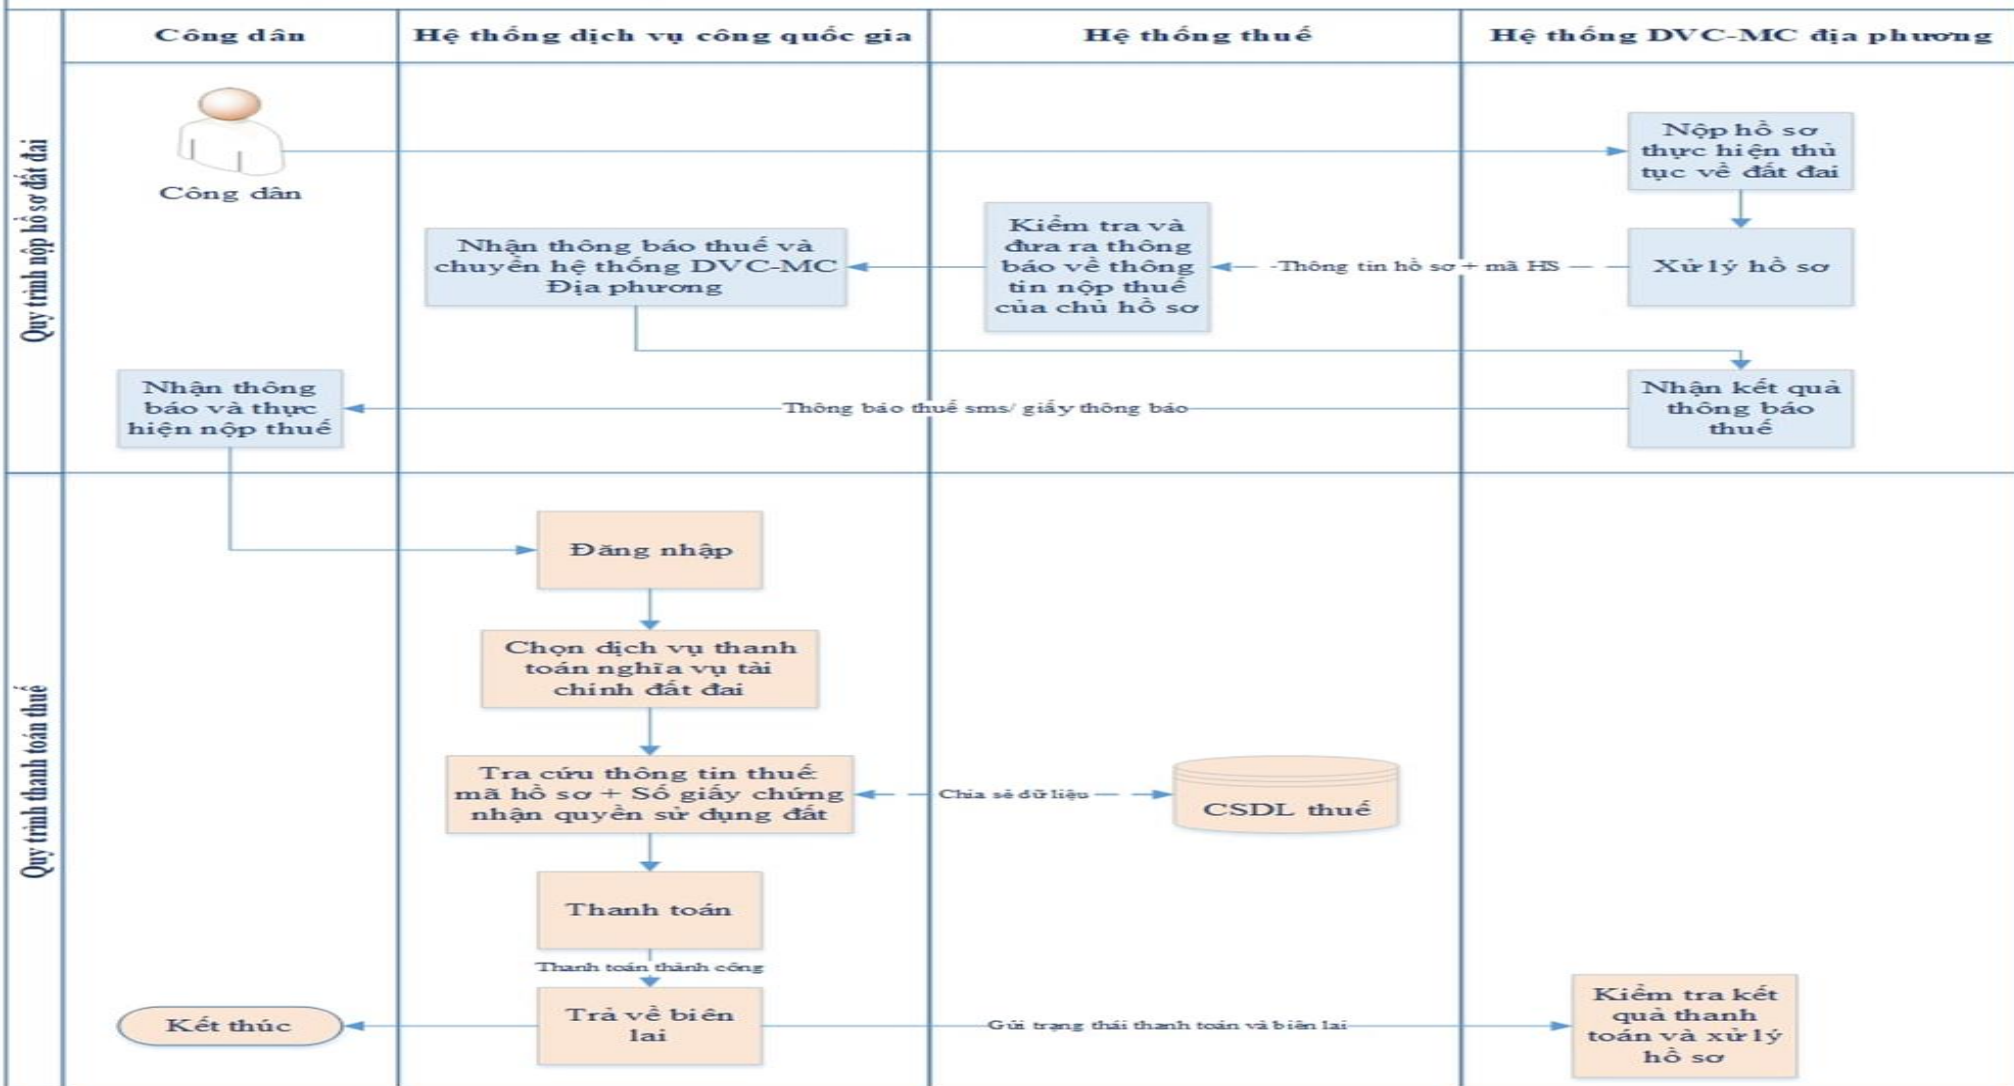 Công dân
Hệ thống dịch vụ công quốc gia
Hệ thống thuế
Hệ thống DVC-MC địa phương
Quy trình nộp hồ sơ đất đai
Công dân
Nộp hồ sơ
thực hiện thủ
tục về đất đai
Nhận thông báo thuế và
chuyển hệ thống DVC-MC
Địa phương
Kiểm tra và
đưa ra thông
báo về thông
tin nộp thuế
của chủ hồ sơ
-Thông tin hồ sơ + mã HS
Xử lý hồ sơ
Nhận thông
báo và thực
hiện nộp thuế
Thông báo thuế sms/ giấy thông báo
Nhận kết quả
thông báo
thuế
Quy trình thanh toán thuế
Đăng nhập
Chọn dịch vụ thanh
toán nghĩa vụ tài
chính đất đai
Tra cứu thông tin thuế:
mã hồ sơ + Số giấy chứng
nhận quyền sử dụng đất
Chia sẻ dữ liệu
CSDL thuế
Thanh toán
Thanh toán thành công
Kết thúc
Trả về biên
lai
Gửi trạng thái thanh toán và biên lai
Kiểm tra kết
quả thanh
toán và xử lý
hồ sơ